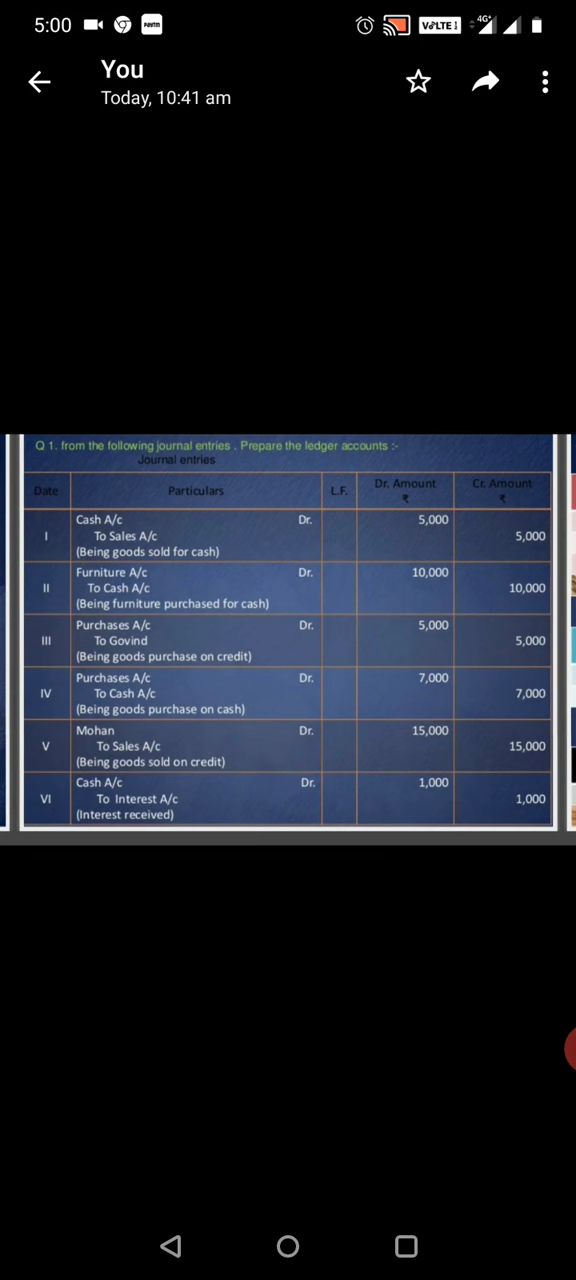 5:00
paytm
VoLTE 4G+
You
Today, 10:41 am
Q 1. from the following journal entries . Prepare the ledger accounts :-
Journal entries
Date Particulars L.F. Dr. Amount ₹ Cr. Amount ₹
I Cash A/c Dr. 5,000
To Sales A/c 5,000
(Being goods sold for cash)
II Furniture A/c Dr. 10,000
To Cash A/c 10,000
(Being furniture purchased for cash)
III Purchases A/c Dr. 5,000
To Govind 5,000
(Being goods purchase on credit)
IV Purchases A/c Dr. 7,000
To Cash A/c 7,000
(Being goods purchase on cash)
V Mohan Dr. 15,000
To Sales A/c 15,000
(Being goods sold on credit)
VI Cash A/c Dr. 1,000
To Interest A/c 1,000
(Interest received)